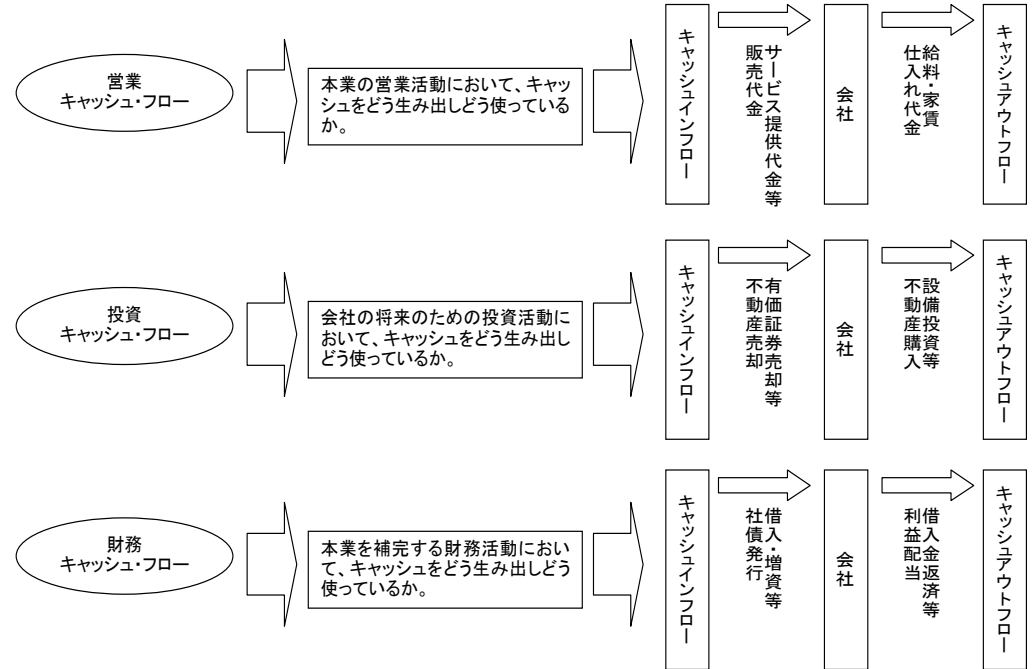 営業
キャッシュ・フロー
本業の営業活動において、キャッ
シュをどう生み出しどう使っている
か。
キャッシュインフロー
サービス提供代金等
販売代金
会社
給料・家賃
仕入れ代金
キャッシュアウトフロー
投資
キャッシュ・フロー
会社の将来のための投資活動に
おいて、キャッシュをどう生み出し
どう使っているか。
キャッシュインフロー
有価証券売却等
不動産売却
会社
設備投資等
不動産購入
キャッシュアウトフロー
財務
キャッシュ・フロー
本業を補完する財務活動におい
て、キャッシュをどう生み出しどう
使っているか。
キャッシュインフロー
借入・増資等
社債発行
会社
借入金返済等
利益配当
キャッシュアウトフロー